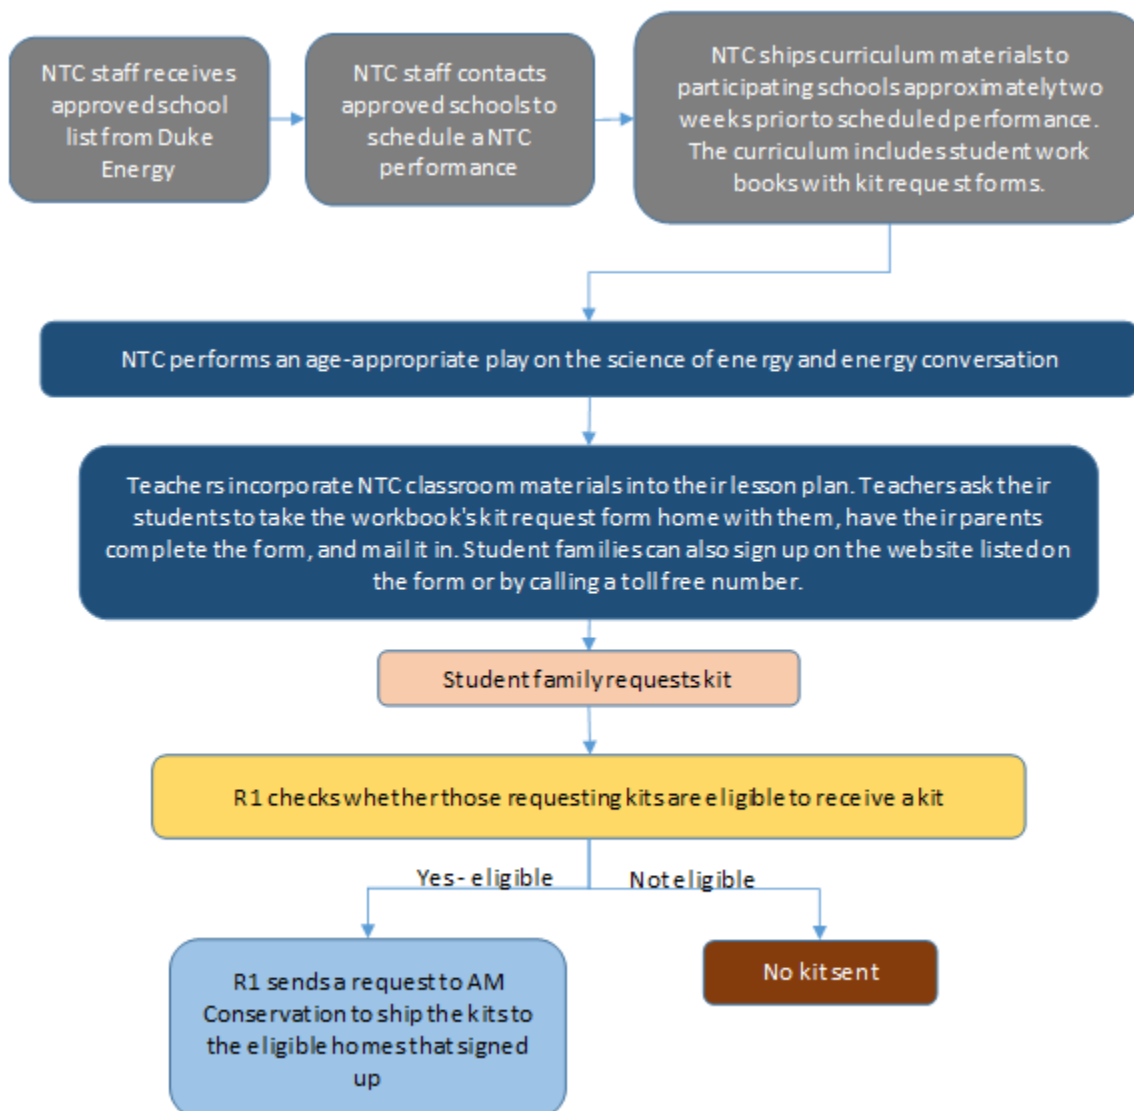 NTC staff receives
approved school
list from Duke
Energy
NTC staff contacts
approved schools to
schedule a NTC
performance
NTC ships curriculum materials to
participating schools approximately two
weeks prior to scheduled performance.
The curriculum includes student work
books with kit request forms.
NTC performs an age-appropriate play on the science of energy and energy conversation
Teachers incorporate NTC classroom materials into their lesson plan. Teachers ask their
students to take the workbook's kit request form home with them, have their parents
complete the form, and mail it in. Student families can also sign up on the website listed on
the form or by calling a toll free number.
Student family requests kit
R1 checks whether those requesting kits are eligible to receive a kit
Yes - eligible
Not eligible
R1 sends a request to AM
Conservation to ship the kits to
the eligible homes that signed
up
No kit sent